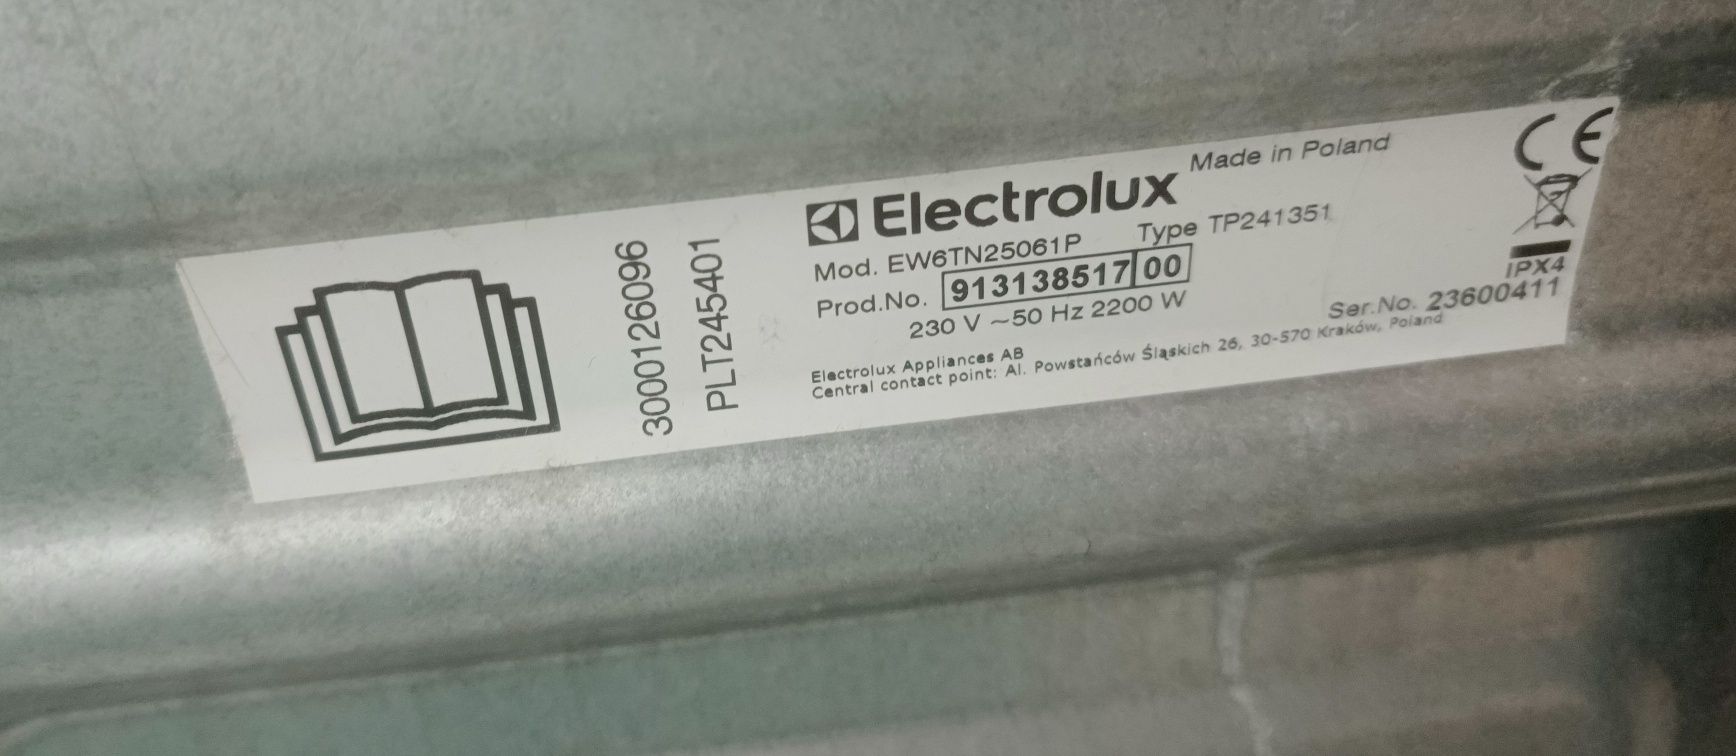 3000126096
PLT245401
Electrolux
Made in Poland
CE
Mod. EW6TN25061P Type TP241351
Prod.No. 913138517 00
230 V ~50 Hz 2200 W
IPX4
Ser.No. 23600411
Electrolux Appliances AB
Central contact point: Al. Powstańców Śląskich 26, 30-570 Kraków, Poland